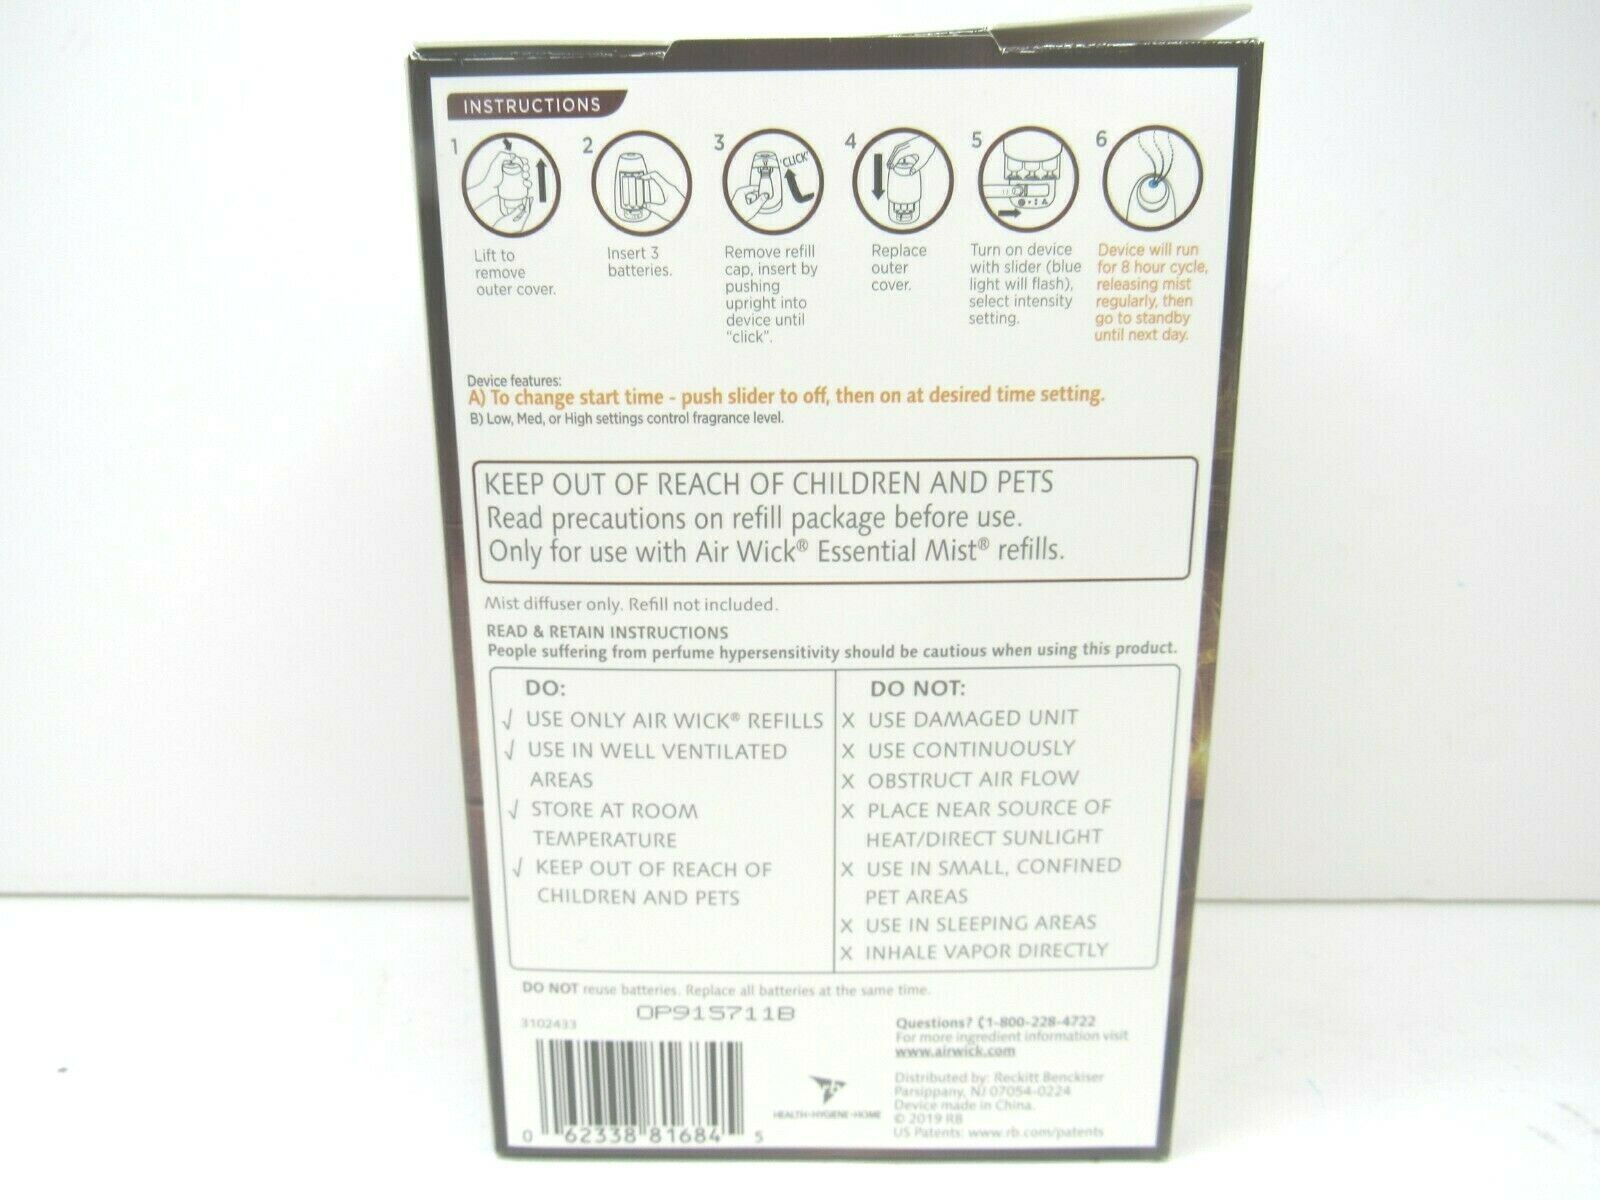 INSTRUCTIONS
1
Lift to
remove
outer cover.
2
Insert 3
batteries.
3
'CLICK'
Remove refill
cap, insert by
pushing
upright into
device until
"click".
4
Replace
outer
cover.
5
Turn on device
with slider (blue
light will flash),
select intensity
setting.
6
Device will run
for 8 hour cycle,
releasing mist
regularly, then
go to standby
until next day.
Device features:
A) To change start time - push slider to off, then on at desired time setting.
B) Low, Med, or High settings control fragrance level.
KEEP OUT OF REACH OF CHILDREN AND PETS
Read precautions on refill package before use.
Only for use with Air Wick® Essential Mist® refills.
Mist diffuser only. Refill not included.
READ & RETAIN INSTRUCTIONS
People suffering from perfume hypersensitivity should be cautious when using this product.
DO:
√ USE ONLY AIR WICK® REFILLS
√ USE IN WELL VENTILATED
AREAS
√ STORE AT ROOM
TEMPERATURE
√ KEEP OUT OF REACH OF
CHILDREN AND PETS
DO NOT:
X USE DAMAGED UNIT
X USE CONTINUOUSLY
X OBSTRUCT AIR FLOW
X PLACE NEAR SOURCE OF
HEAT/DIRECT SUNLIGHT
X USE IN SMALL, CONFINED
PET AREAS
X USE IN SLEEPING AREAS
X INHALE VAPOR DIRECTLY
DO NOT reuse batteries. Replace all batteries at the same time.
3102433
OP915711B
0 62338 81684 5
RB
HEALTH•HYGIENE•HOME
Questions? 1-800-228-4722
For more ingredient information visit
www.airwick.com
Distributed by: Reckitt Benckiser
Parsippany, NJ 07054-0224
Device made in China.
© 2019 RB
US Patents: www.rb.com/patents